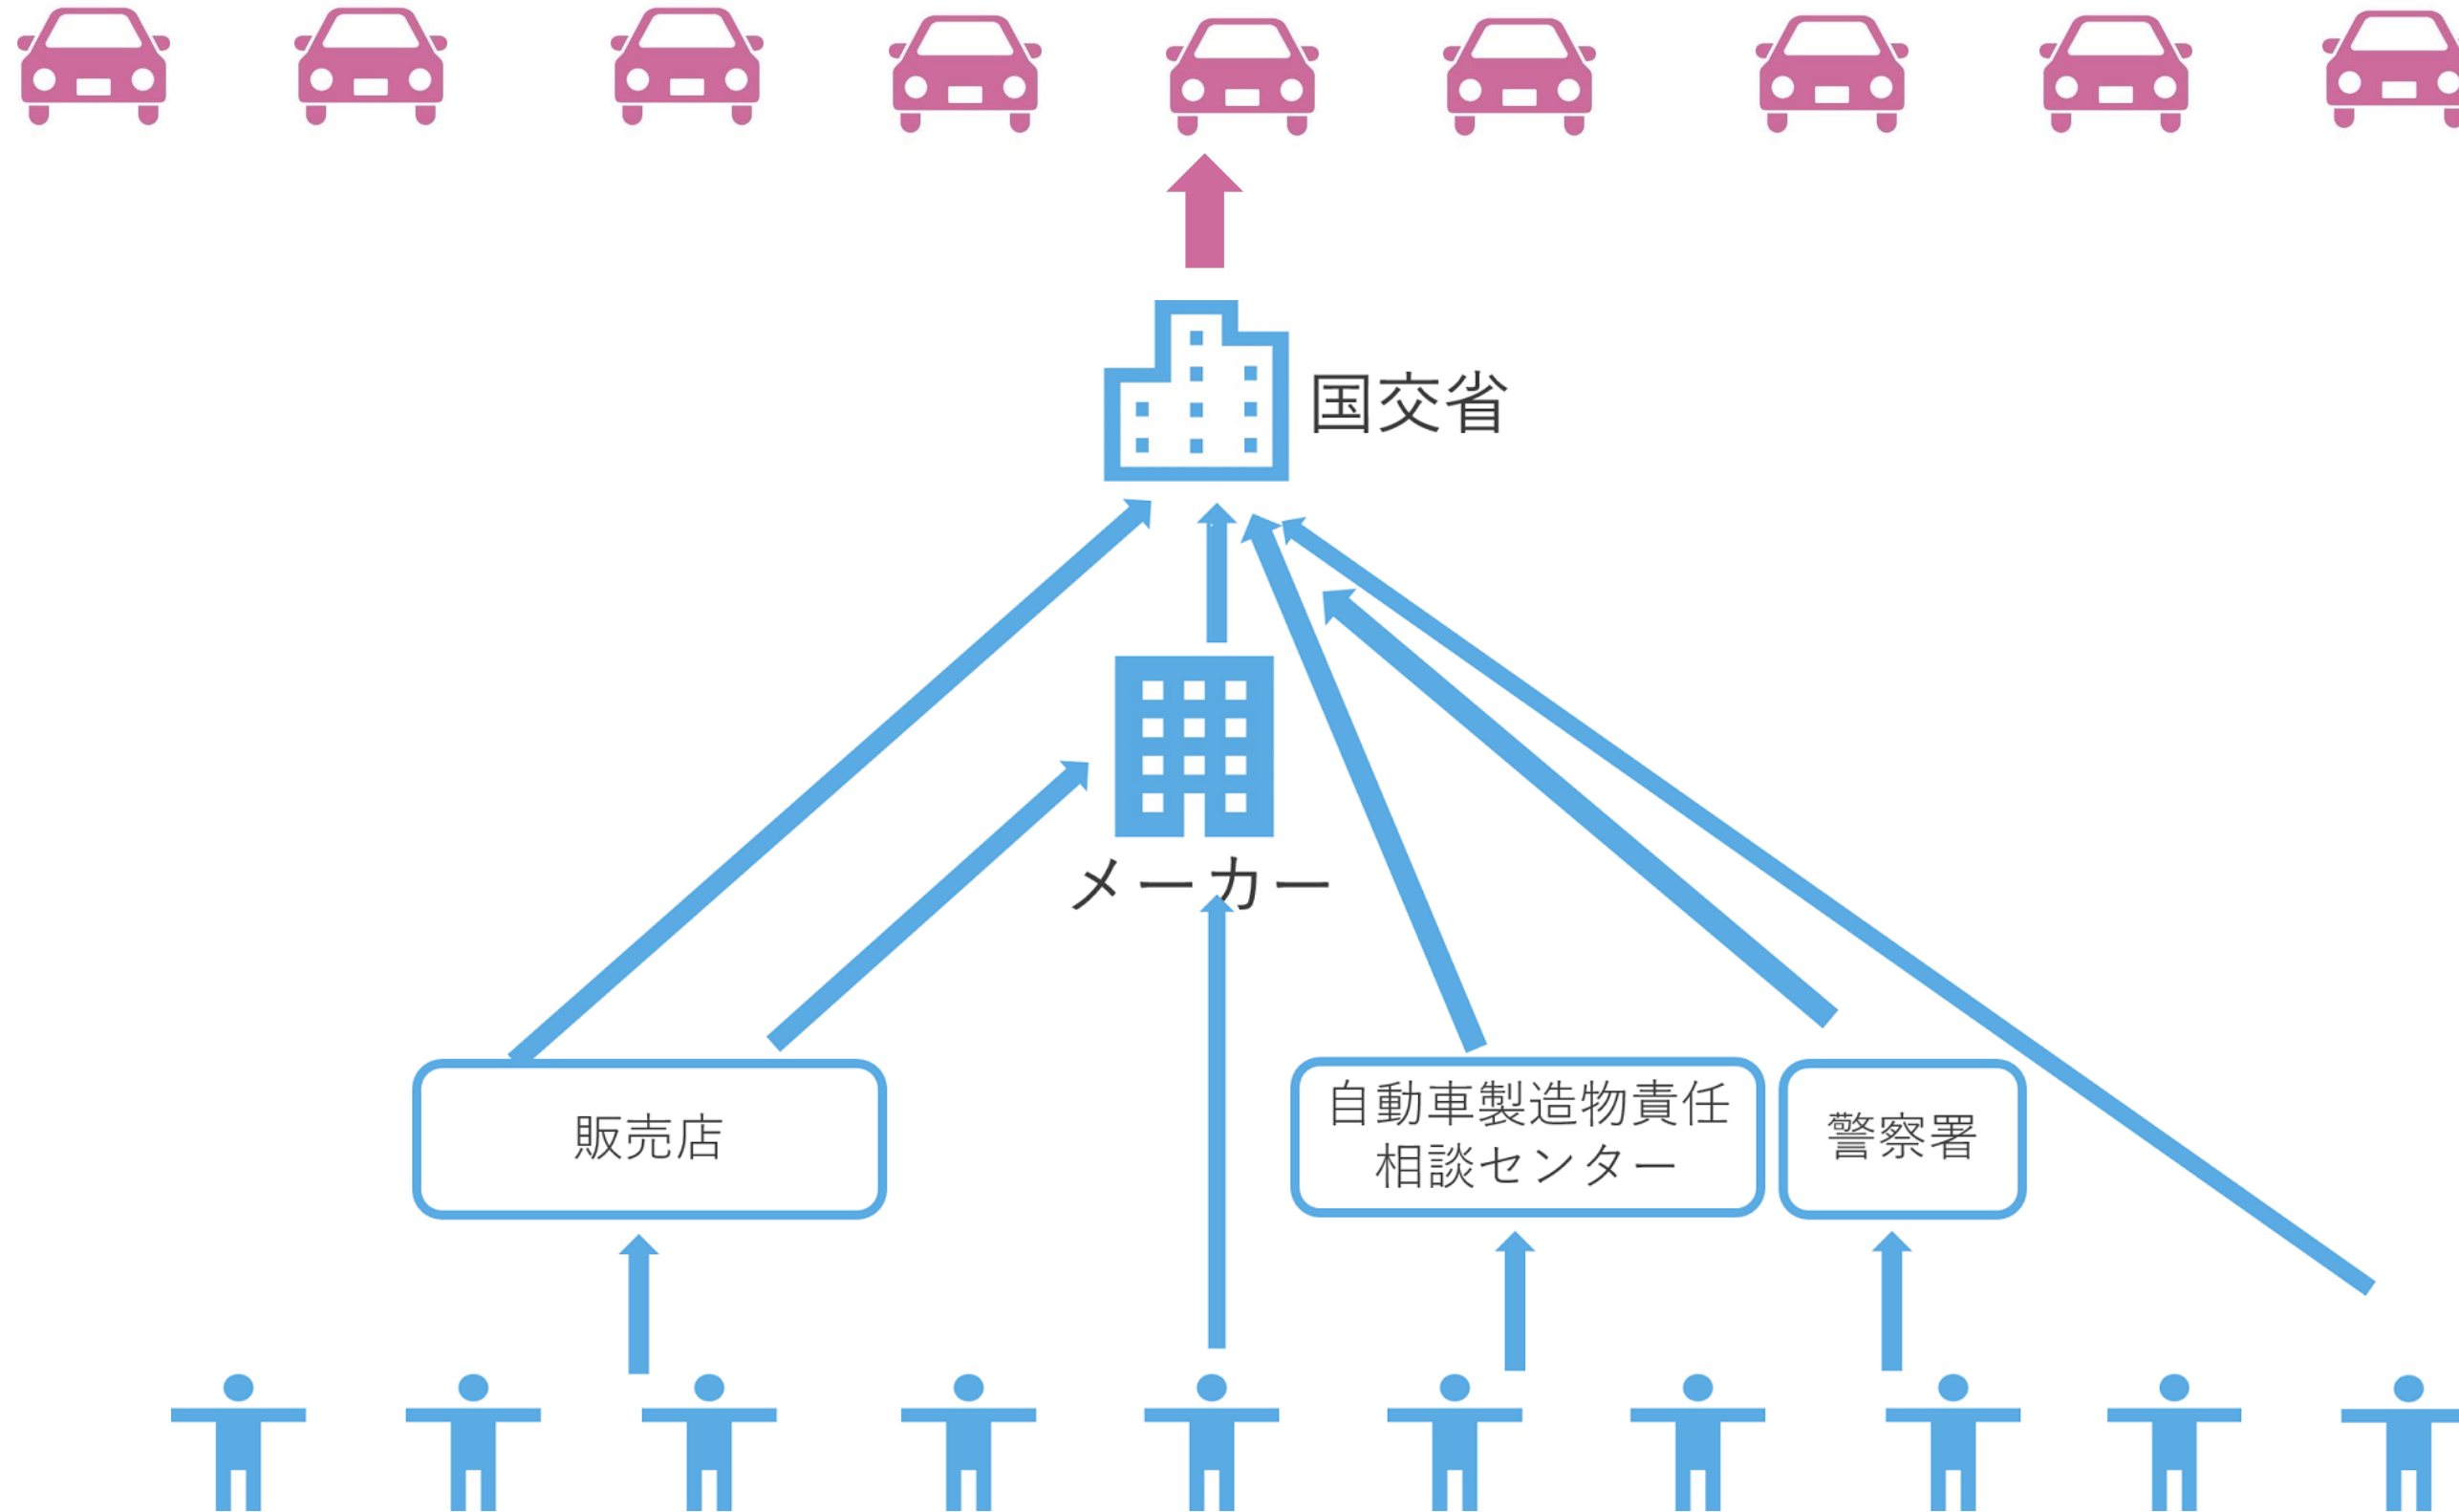 国交省
メーカー
販売店
自動車製造物責任
相談センター
警察署